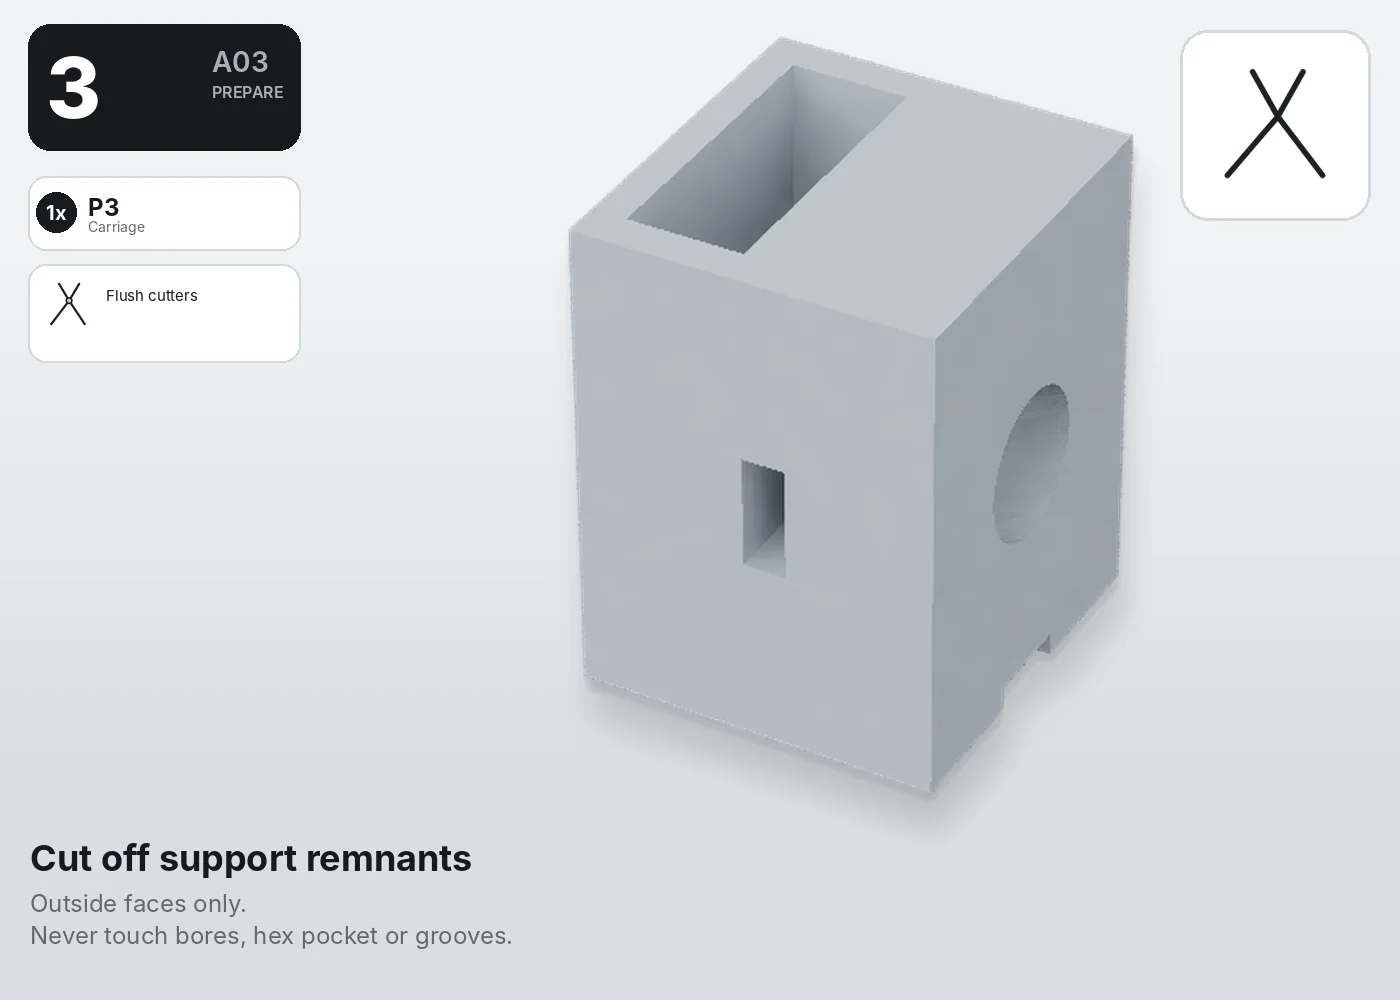 3
A03
PREPARE
1x
P3
Carriage
Flush cutters
Cut off support remnants
Outside faces only.
Never touch bores, hex pocket or grooves.